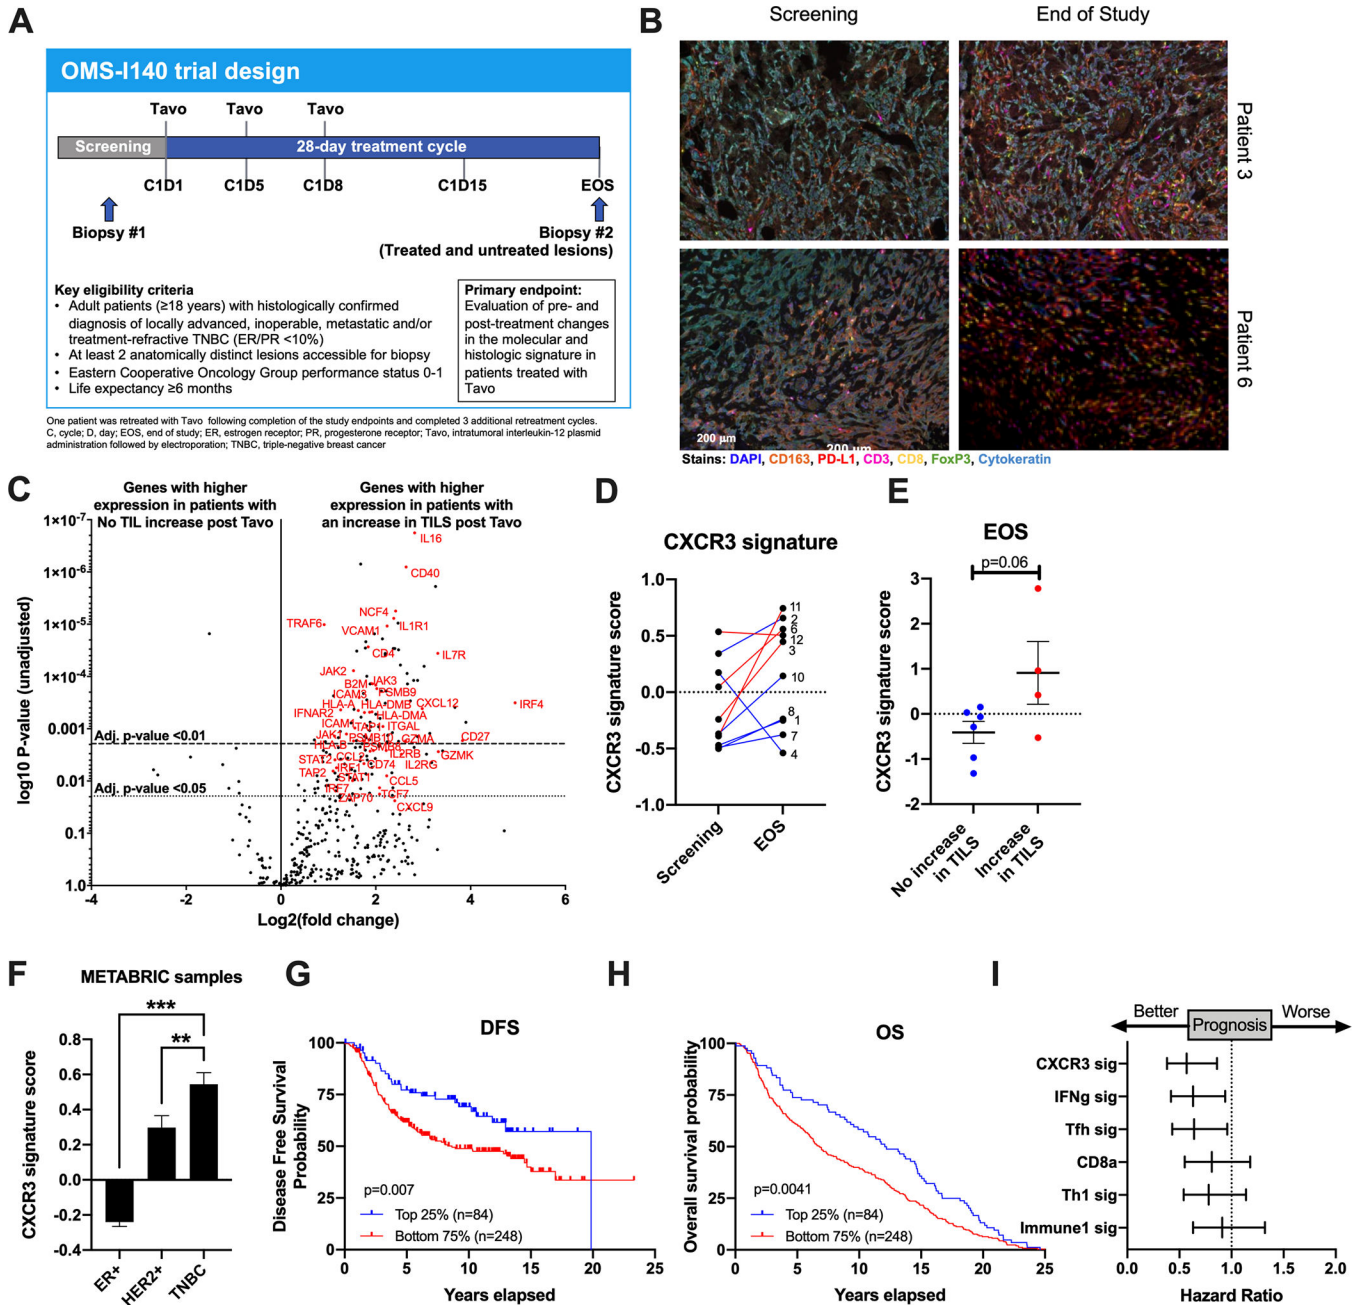 A
OMS-I140 trial design
Tavo Tavo Tavo
Screening 28-day treatment cycle
C1D1 C1D5 C1D8 C1D15 EOS
Biopsy #1 Biopsy #2
(Treated and untreated lesions)
Key eligibility criteria
• Adult patients (≥18 years) with histologically confirmed
diagnosis of locally advanced, inoperable, metastatic and/or
treatment-refractive TNBC (ER/PR <10%)
• At least 2 anatomically distinct lesions accessible for biopsy
• Eastern Cooperative Oncology Group performance status 0-1
• Life expectancy ≥6 months
Primary endpoint:
Evaluation of pre- and
post-treatment changes
in the molecular and
histologic signature in
patients treated with
Tavo
One patient was retreated with Tavo following completion of the study endpoints and completed 3 additional retreatment cycles.
C, cycle; D, day; EOS, end of study; ER, estrogen receptor; PR, progesterone receptor; Tavo, intratumoral interleukin-12 plasmid
administration followed by electroporation; TNBC, triple-negative breast cancer
B
Screening End of Study
Patient 3
Patient 6
200 µm
200 µm
Stains: DAPI, CD163, PD-L1, CD3, CD8, FoxP3, Cytokeratin
C
Genes with higher
expression in patients with
No TIL increase post Tavo
Genes with higher
expression in patients with
an increase in TILS post Tavo
log10 P-value (unadjusted)
1×10-7
1×10-6
1×10-5
1×10-4
0.001
0.01
0.1
1.0
Adj. p-value <0.01
Adj. p-value <0.05
IL16
CD40
NCF4
TRAF6
IL1R1
VCAM1
CD4
IL7R
JAK2
B2M
JAK3
ICAM3
PSMB9
HLA-A
HLA-DMB
CXCL12
IRF4
IFNAR2
HLA-DMA
ICAM1
TAP1
ITGAL
JAK1
PSMB10
GZMA
CD27
HLA-B
PSMB8
IL2RB
GZMK
STAT2
CCL2
CD74
IL2RG
TAP2
IRF1
STAT1
CCL5
IRF7
TCF7
ZAP70
CXCL9
-4 -2 0 2 4 6
Log2(fold change)
D
CXCR3 signature
CXCR3 signature score
1.0
0.5
0.0
-0.5
-1.0
11
2
6
12
3
10
8
1
7
4
Screening EOS
E
EOS
p=0.06
CXCR3 signature score
3
2
1
0
-1
-2
No increase
in TILS
Increase
in TILS
F
METABRIC samples
***
**
CXCR3 signature score
0.8
0.6
0.4
0.2
0.0
-0.2
-0.4
ER+ HER2+ TNBC
G
DFS
Disease Free Survival
Probability
100
75
50
25
0
p=0.007
Top 25% (n=84)
Bottom 75% (n=248)
0 5 10 15 20 25
Years elapsed
H
OS
Overall survival probability
100
75
50
25
0
p=0.0041
Top 25% (n=84)
Bottom 75% (n=248)
0 5 10 15 20 25
Years elapsed
I
Better Prognosis Worse
CXCR3 sig
IFNg sig
Tfh sig
CD8a
Th1 sig
Immune1 sig
0.0 0.5 1.0 1.5 2.0
Hazard Ratio